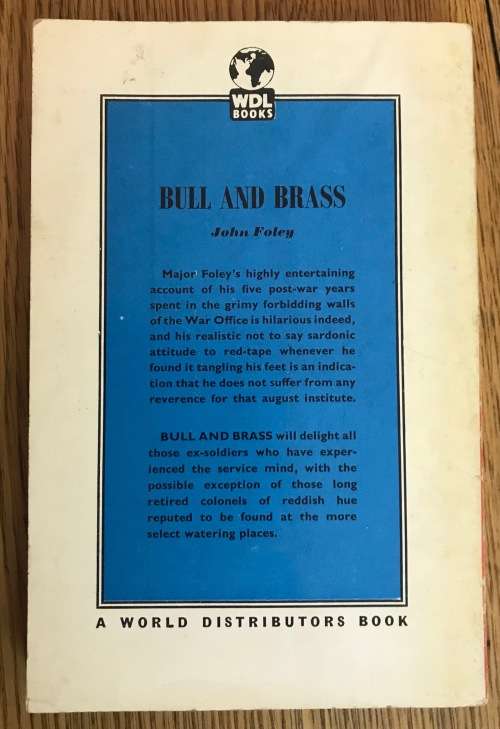 WDL
BOOKS
BULL AND BRASS
John Foley
Major Foley's highly entertaining
account of his five post-war years
spent in the grimy forbidding walls
of the War Office is hilarious indeed,
and his realistic not to say sardonic
attitude to red-tape whenever he
found it tangling his feet is an indica-
tion that he does not suffer from any
reverence for that august institute.
BULL AND BRASS will delight all
those ex-soldiers who have exper-
ienced the service mind, with the
possible exception of those long
retired colonels of reddish hue
reputed to be found at the more
select watering places.
A WORLD DISTRIBUTORS BOOK